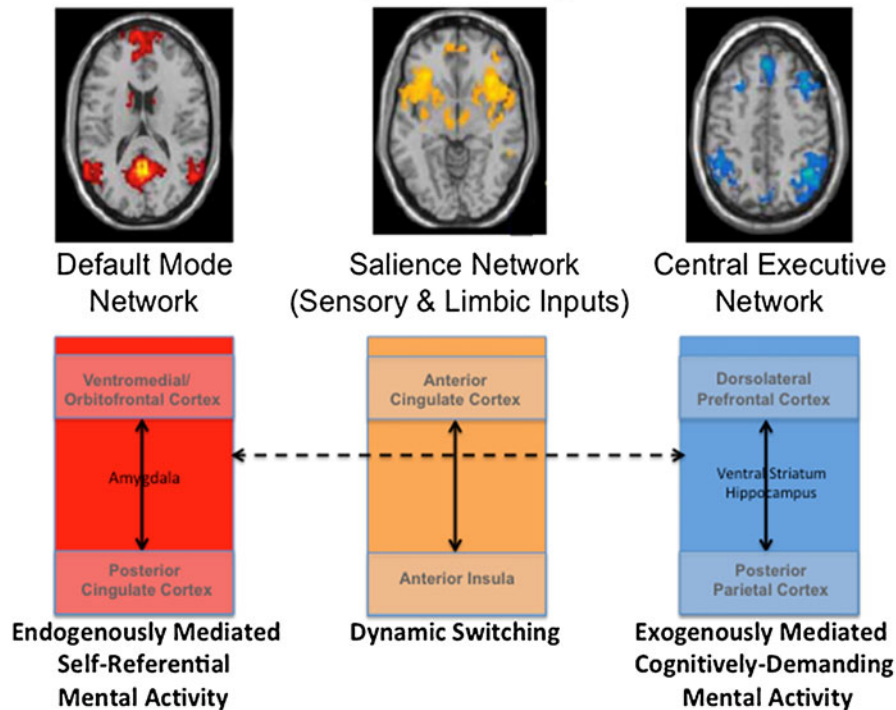 Default Mode
Network
Salience Network
(Sensory & Limbic Inputs)
Central Executive
Network
Ventromedial/
Orbitofrontal Cortex
Amygdala
Posterior
Cingulate Cortex
Endogenously Mediated
Self-Referential
Mental Activity
Anterior
Cingulate Cortex
Anterior Insula
Dynamic Switching
Dorsolateral
Prefrontal Cortex
Ventral Striatum
Hippocampus
Posterior
Parietal Cortex
Exogenously Mediated
Cognitively-Demanding
Mental Activity